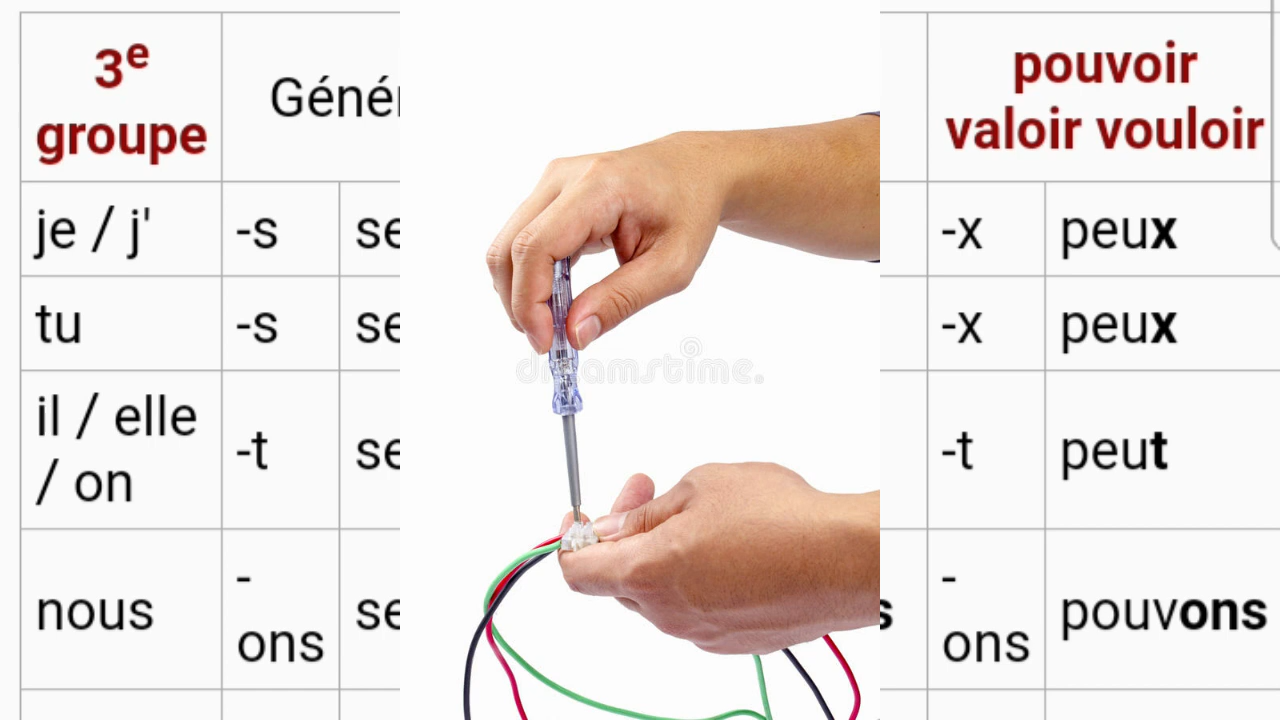 3e
groupe
Génér
pouvoir
valoir vouloir
je / j'
-s
se
-x
peux
tu
-s
se
-x
peux
il / elle
/ on
-t
se
-t
peut
nous
-
ons
se
s
-
ons
pouvons
dreamstime.